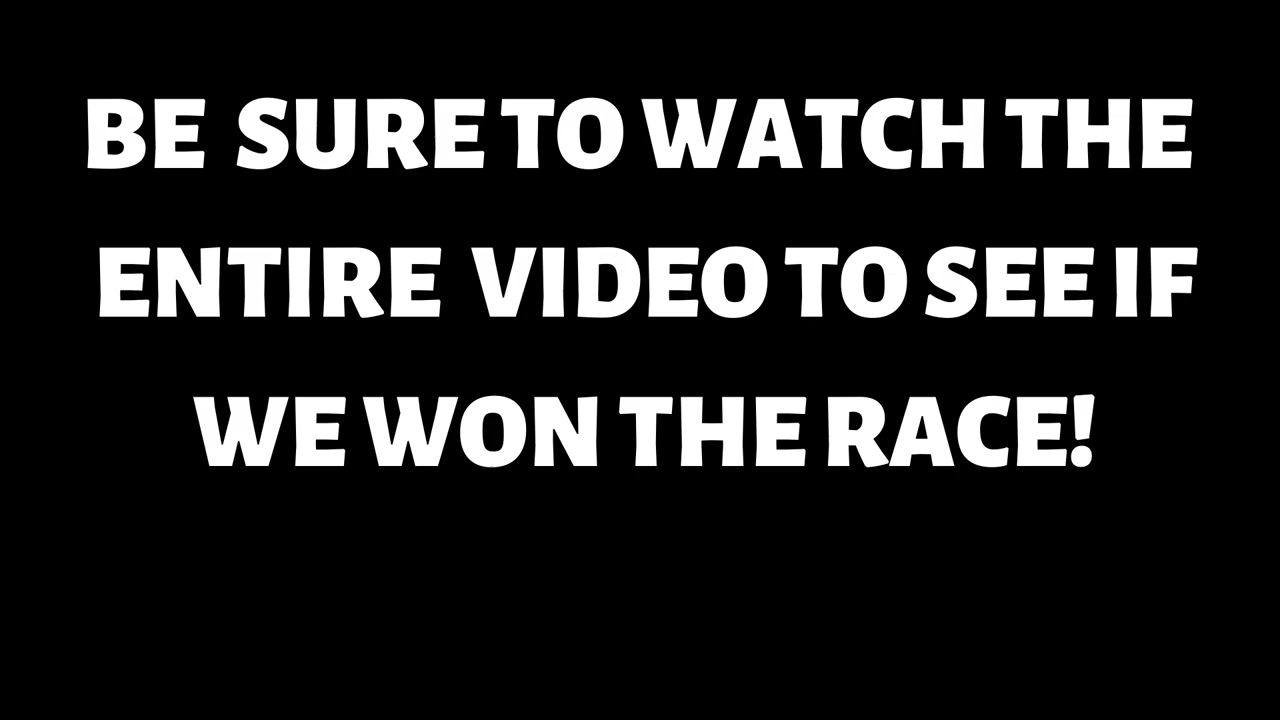 BE SURE TO WATCH THE
ENTIRE VIDEO TO SEE IF
WE WON THE RACE!